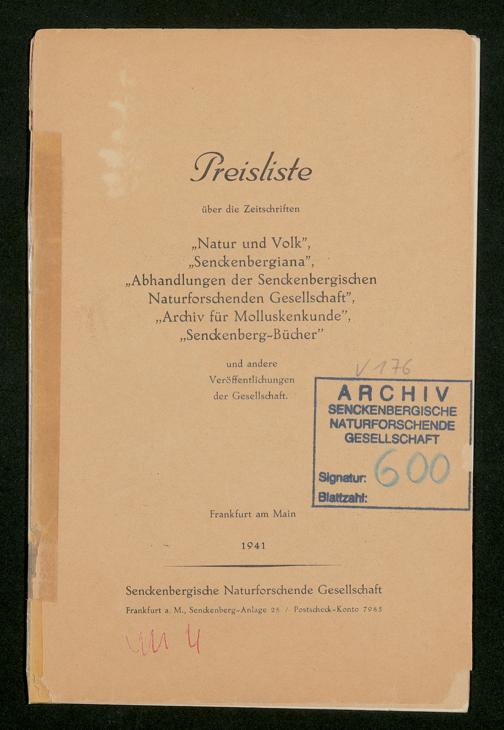 Preisliste
über die Zeitschriften
„Natur und Volk”,
„Senckenbergiana”,
„Abhandlungen der Senckenbergischen
Naturforschenden Gesellschaft”,
„Archiv für Molluskenkunde”,
„Senckenberg-Bücher”
und andere
Veröffentlichungen
der Gesellschaft.
V 176
ARCHIV
SENCKENBERGISCHE
NATURFORSCHENDE
GESELLSCHAFT
Signatur: 600
Blattzahl:
Frankfurt am Main
1941
Senckenbergische Naturforschende Gesellschaft
Frankfurt a. M., Senckenberg-Anlage 25 / Postscheck-Konto 7985